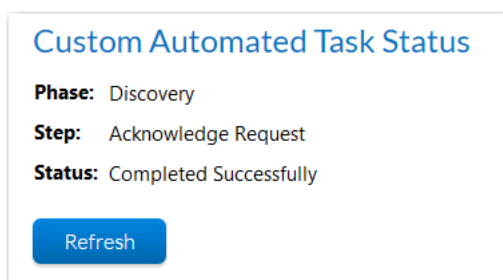 Custom Automated Task Status
Phase: Discovery
Step: Acknowledge Request
Status: Completed Successfully
Refresh